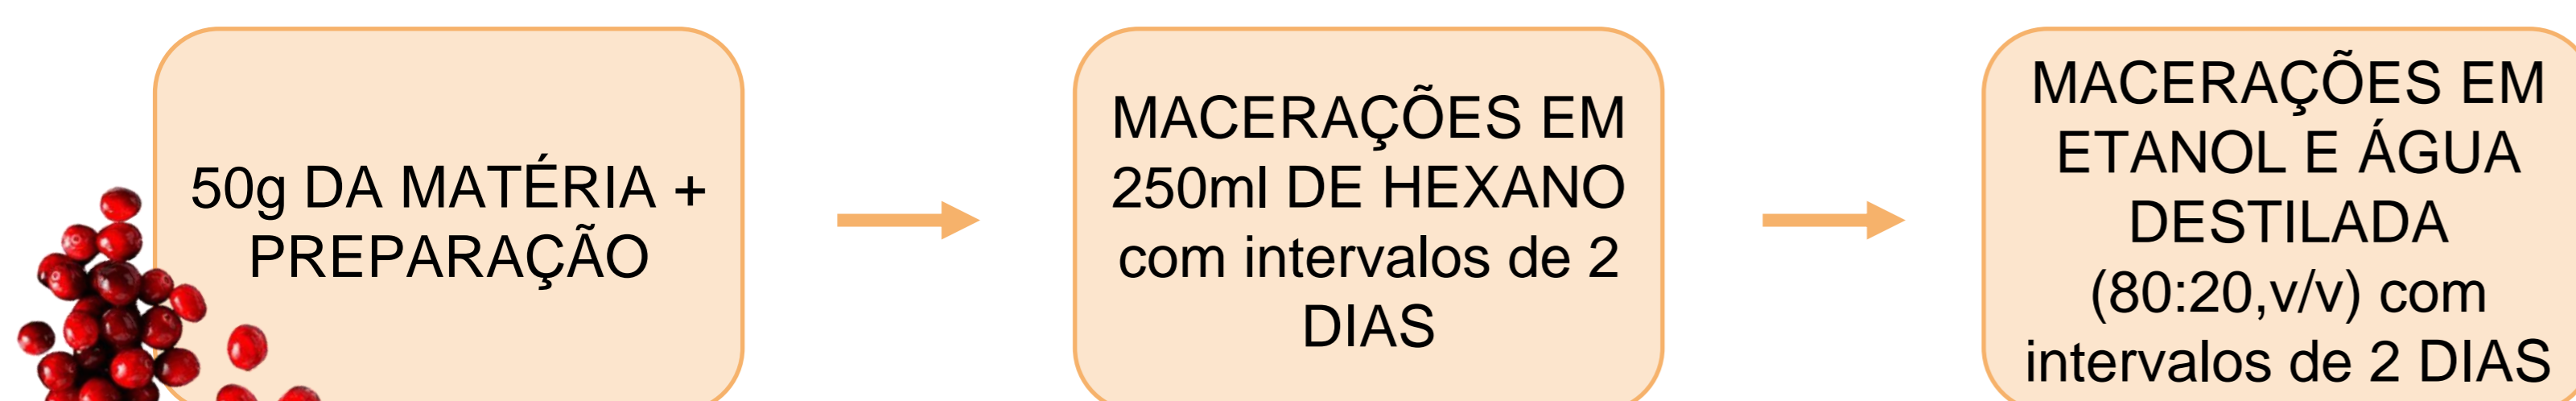 50g DA MATÉRIA +
PREPARAÇÃO
MACERAÇÕES EM
250ml DE HEXANO
com intervalos de 2
DIAS
MACERAÇÕES EM
ETANOL E ÁGUA
DESTILADA
(80:20,v/v) com
intervalos de 2 DIAS